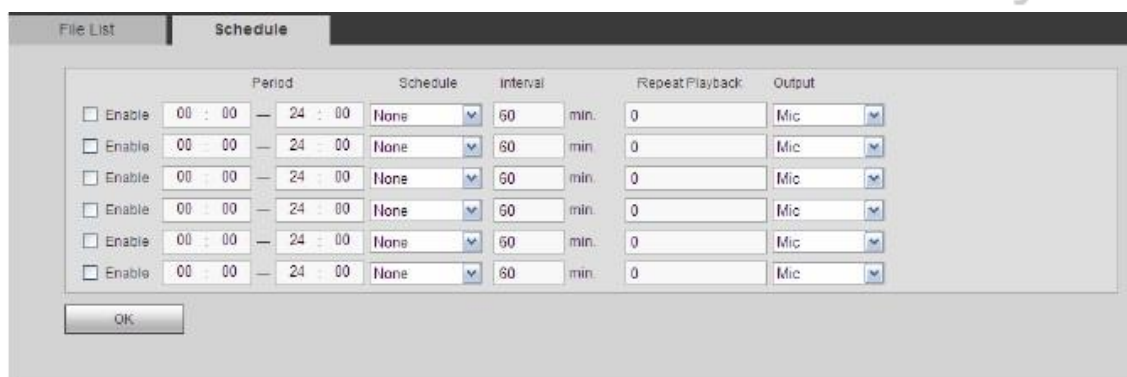 File List Schedule
Period Schedule Interval Repeat Playback Output
Enable 00 : 00 — 24 : 00 None 60 min. 0 Mic
Enable 00 : 00 — 24 : 00 None 60 min. 0 Mic
Enable 00 : 00 — 24 : 00 None 60 min. 0 Mic
Enable 00 : 00 — 24 : 00 None 60 min. 0 Mic
Enable 00 : 00 — 24 : 00 None 60 min. 0 Mic
Enable 00 : 00 — 24 : 00 None 60 min. 0 Mic
OK